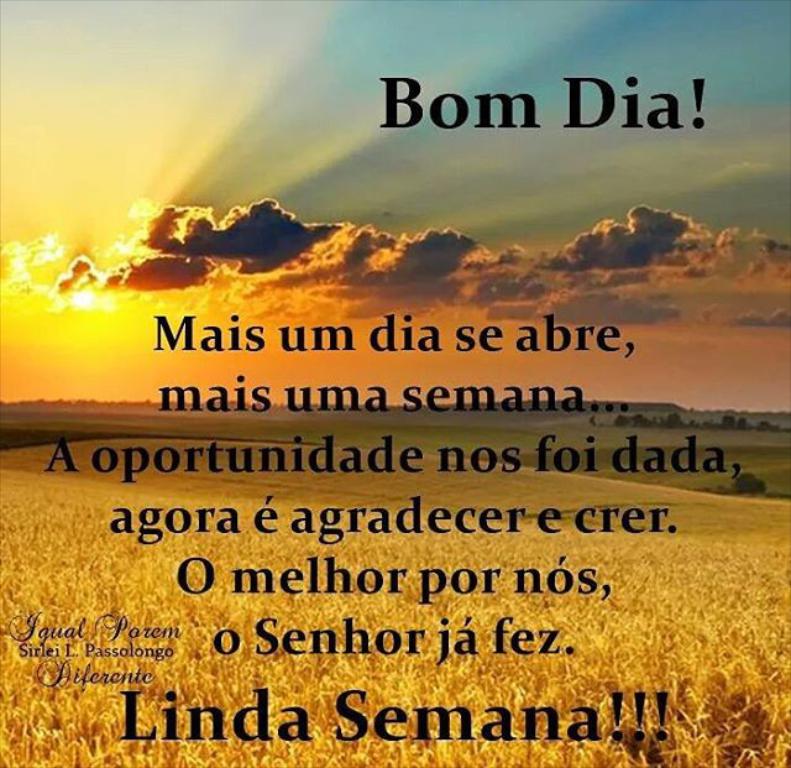 Bom Dia!
Mais um dia se abre,
mais uma semana...
A oportunidade nos foi dada,
agora é agradecer e crer.
O melhor por nós,
o Senhor já fez.
Igual Porem
Sirlei L. Passolongo
Diferente
Linda Semana!!!